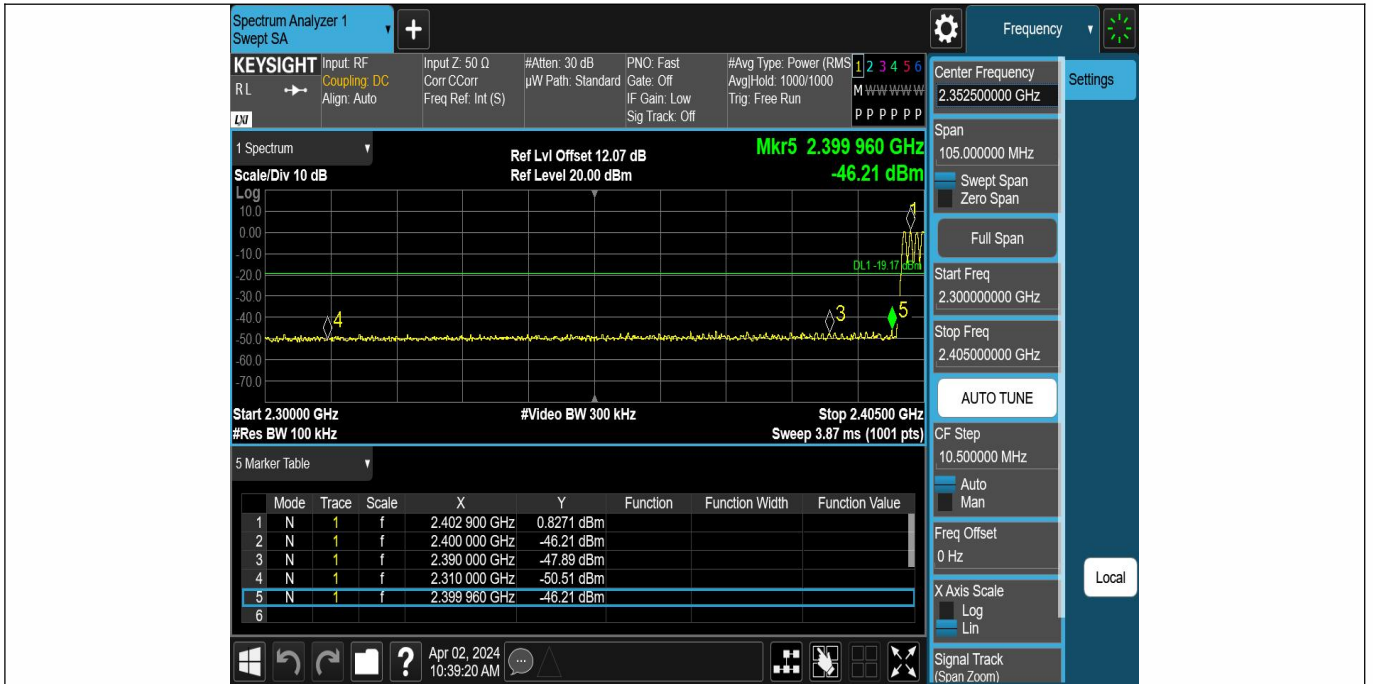 Spectrum Analyzer 1
Swept SA
+
Frequency
KEYSIGHT
RL
LXI
Input: RF
Coupling: DC
Align: Auto
Input Z: 50 Ω
Corr CCorr
Freq Ref: Int (S)
#Atten: 30 dB
µW Path: Standard
PNO: Fast
Gate: Off
IF Gain: Low
Sig Track: Off
#Avg Type: Power (RMS
Avg|Hold: 1000/1000
Trig: Free Run
1 2 3 4 5 6
M W W W W W
P P P P P P
1 Spectrum
Scale/Div 10 dB
Ref Lvl Offset 12.07 dB
Ref Level 20.00 dBm
Mkr5 2.399 960 GHz
-46.21 dBm
Log
10.0
0.00
-10.0
-20.0
-30.0
-40.0
-50.0
-60.0
-70.0
1
DL1 -19.17 dBm
4
3
5
Start 2.30000 GHz
#Video BW 300 kHz
Stop 2.40500 GHz
#Res BW 100 kHz
Sweep 3.87 ms (1001 pts)
5 Marker Table
Mode Trace Scale X Y Function Function Width Function Value
1 N 1 f 2.402 900 GHz 0.8271 dBm
2 N 1 f 2.400 000 GHz -46.21 dBm
3 N 1 f 2.390 000 GHz -47.89 dBm
4 N 1 f 2.310 000 GHz -50.51 dBm
5 N 1 f 2.399 960 GHz -46.21 dBm
6
?
Apr 02, 2024
10:39:20 AM
Center Frequency
2.352500000 GHz
Settings
Span
105.000000 MHz
Swept Span
Zero Span
Full Span
Start Freq
2.300000000 GHz
Stop Freq
2.405000000 GHz
AUTO TUNE
CF Step
10.500000 MHz
Auto
Man
Freq Offset
0 Hz
Local
X Axis Scale
Log
Lin
Signal Track
(Span Zoom)